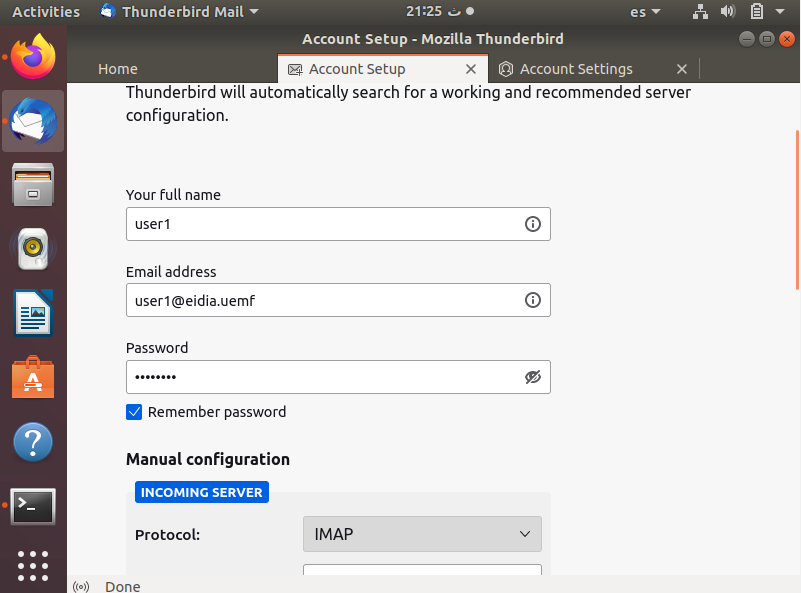 Activities Thunderbird Mail 21:25 ث es
Account Setup - Mozilla Thunderbird
Home Account Setup Account Settings
Thunderbird will automatically search for a working and recommended server
configuration.
Your full name
user1
Email address
user1@eidia.uemf
Password
••••••••
Remember password
Manual configuration
INCOMING SERVER
Protocol: IMAP
Done